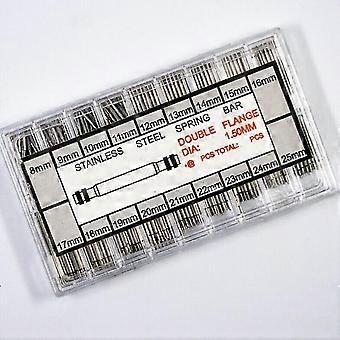 8mm 9mm 10mm 11mm 12mm 13mm 14mm 15mm 16mm
STAINLESS STEEL SPRING BAR
DOUBLE FLANGE
DIA: 1.50MM
PCS TOTAL: PCS
17mm 18mm 19mm 20mm 21mm 22mm 23mm 24mm 25mm